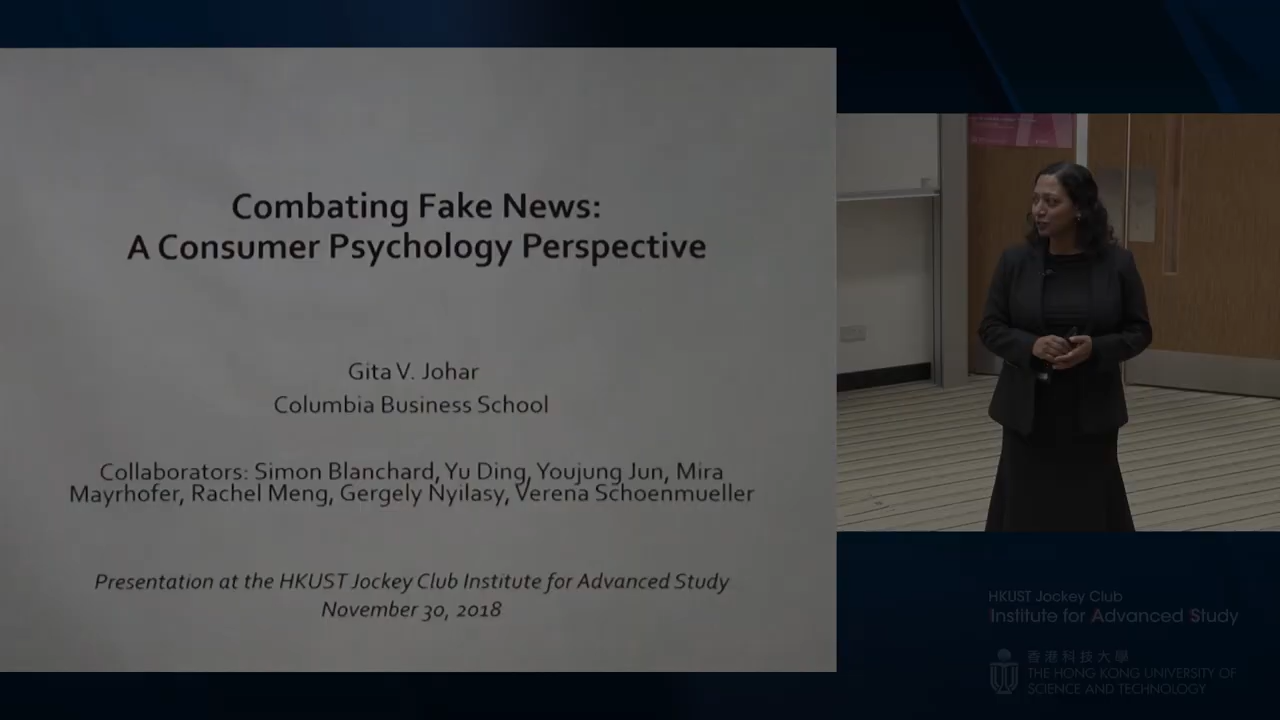 Combating Fake News:
A Consumer Psychology Perspective
Gita V. Johar
Columbia Business School
Collaborators: Simon Blanchard, Yu Ding, Youjung Jun, Mira
Mayrhofer, Rachel Meng, Gergely Nyilasy, Verena Schoenmueller
Presentation at the HKUST Jockey Club Institute for Advanced Study
November 30, 2018
HKUST Jockey Club
Institute for Advanced Study
香港科技大學
THE HONG KONG UNIVERSITY OF
SCIENCE AND TECHNOLOGY